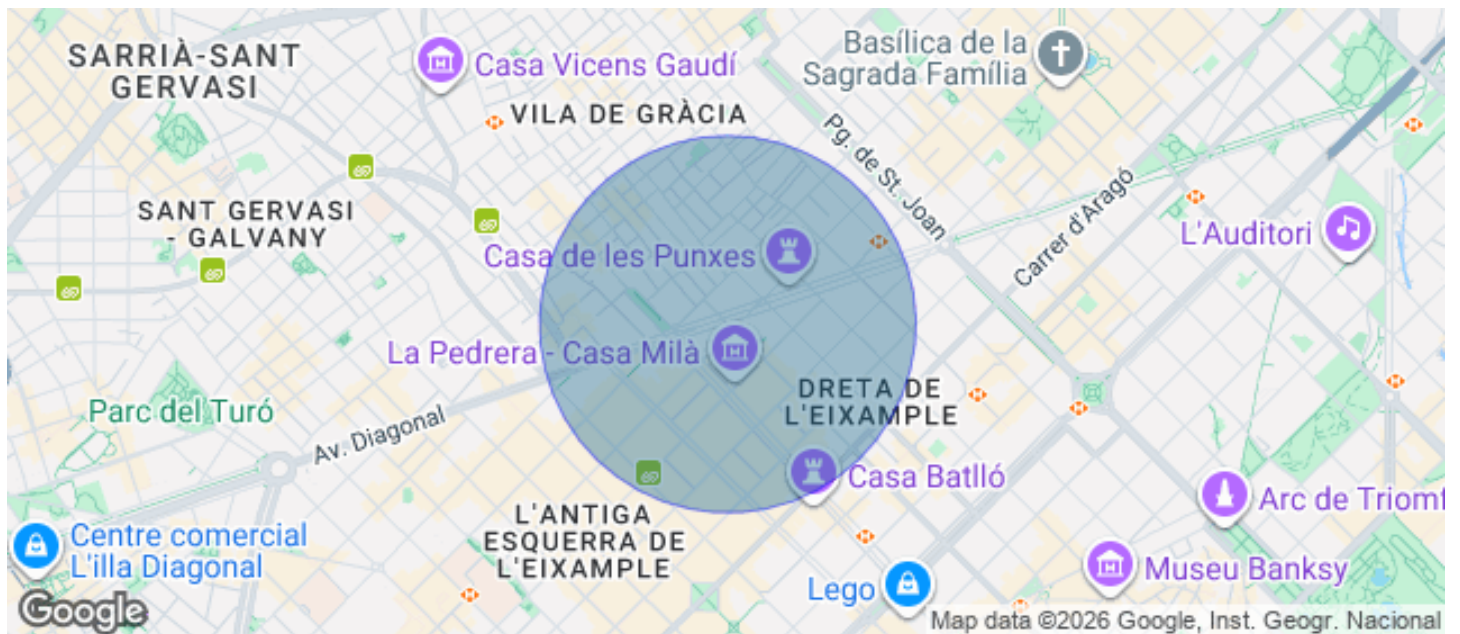 SARRIÀ-SANT
GERVASI
Casa Vicens Gaudí
Basílica de la
Sagrada Família
VILA DE GRÀCIA
Pg. de St. Joan
Carrer d'Aragó
SANT GERVASI
- GALVANY
L'Auditori
Casa de les Punxes
La Pedrera - Casa Milà
DRETA DE
L'EIXAMPLE
Parc del Turó
Av. Diagonal
Casa Batlló
Arc de Triomf
L'ANTIGA
ESQUERRA DE
L'EIXAMPLE
Centre comercial
L'illa Diagonal
Museu Banksy
Lego
Google
Map data ©2026 Google, Inst. Geogr. Nacional